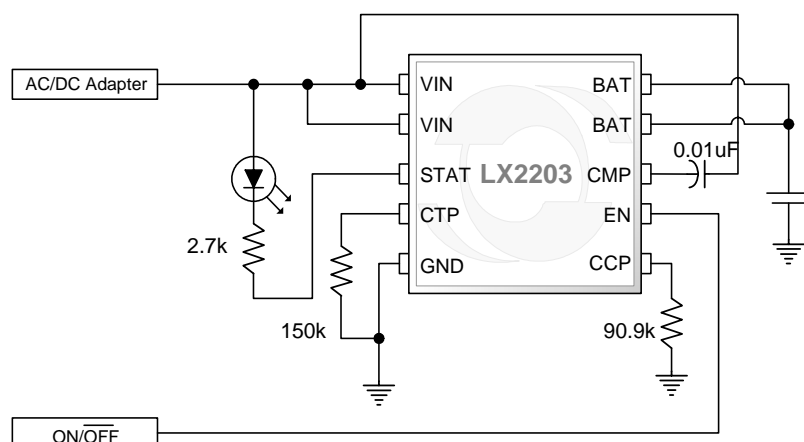 AC/DC Adapter
VIN
BAT
VIN
BAT
0.01uF
STAT
LX2203
CMP
CTP
EN
2.7k
GND
CCP
150k
90.9k
ON/OFF